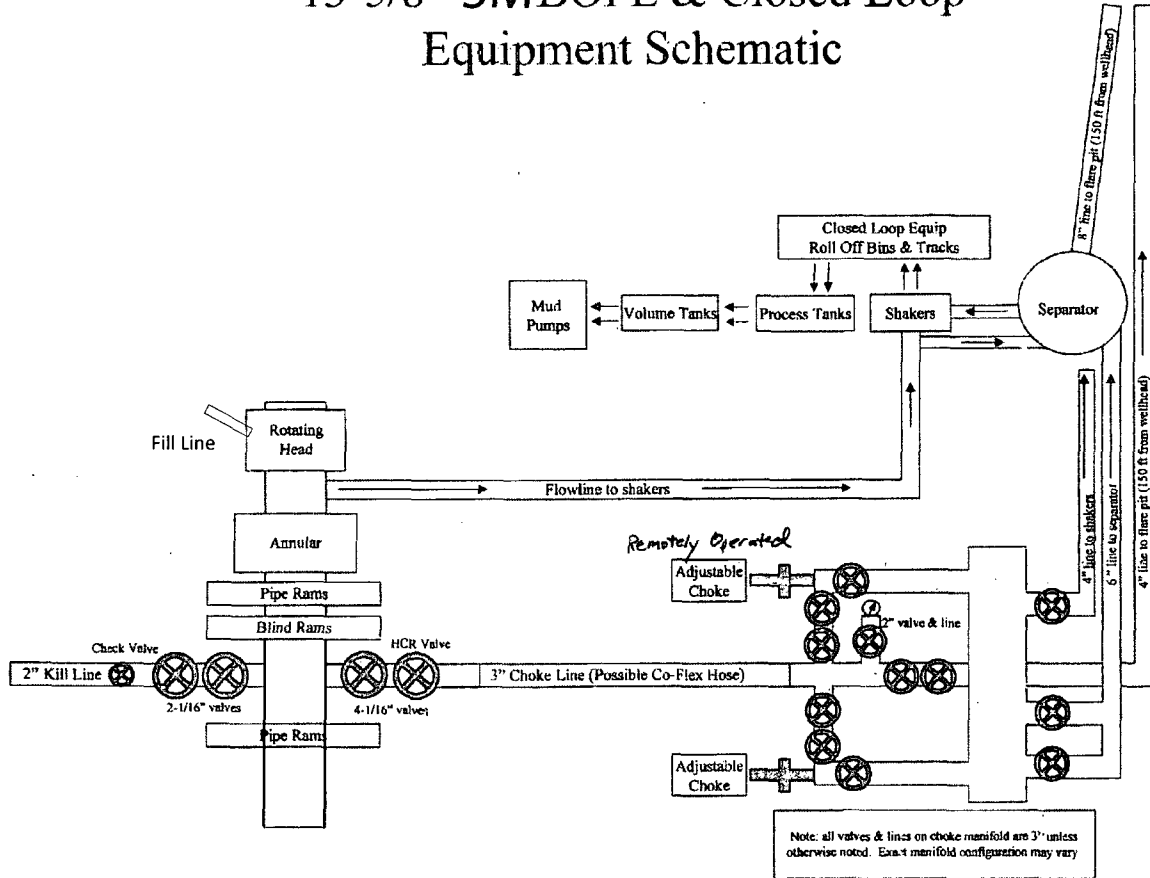 13-5/8" 5M BOPE & Closed Loop
Equipment Schematic
8" line to flare pit (150 ft from wellhead)
Closed Loop Equip
Roll Off Bins & Tracks
Mud
Pumps
Volume Tanks
Process Tanks
Shakers
Separator
Fill Line
Rotating
Head
Flowline to shakers
Annular
Remotely Operated
Adjustable
Choke
4" line to shakers
6" line to separator
4" line to flare pit (150 ft from wellhead)
Pipe Rams
Blind Rams
2" valve & line
Check Valve
HCR Valve
2" Kill Line
3" Choke Line (Possible Co-Flex Hose)
2-1/16" valves
4-1/16" valves
Pipe Rams
Adjustable
Choke
Note: all valves & lines on choke manifold are 3" unless
otherwise noted. Exact manifold configuration may vary